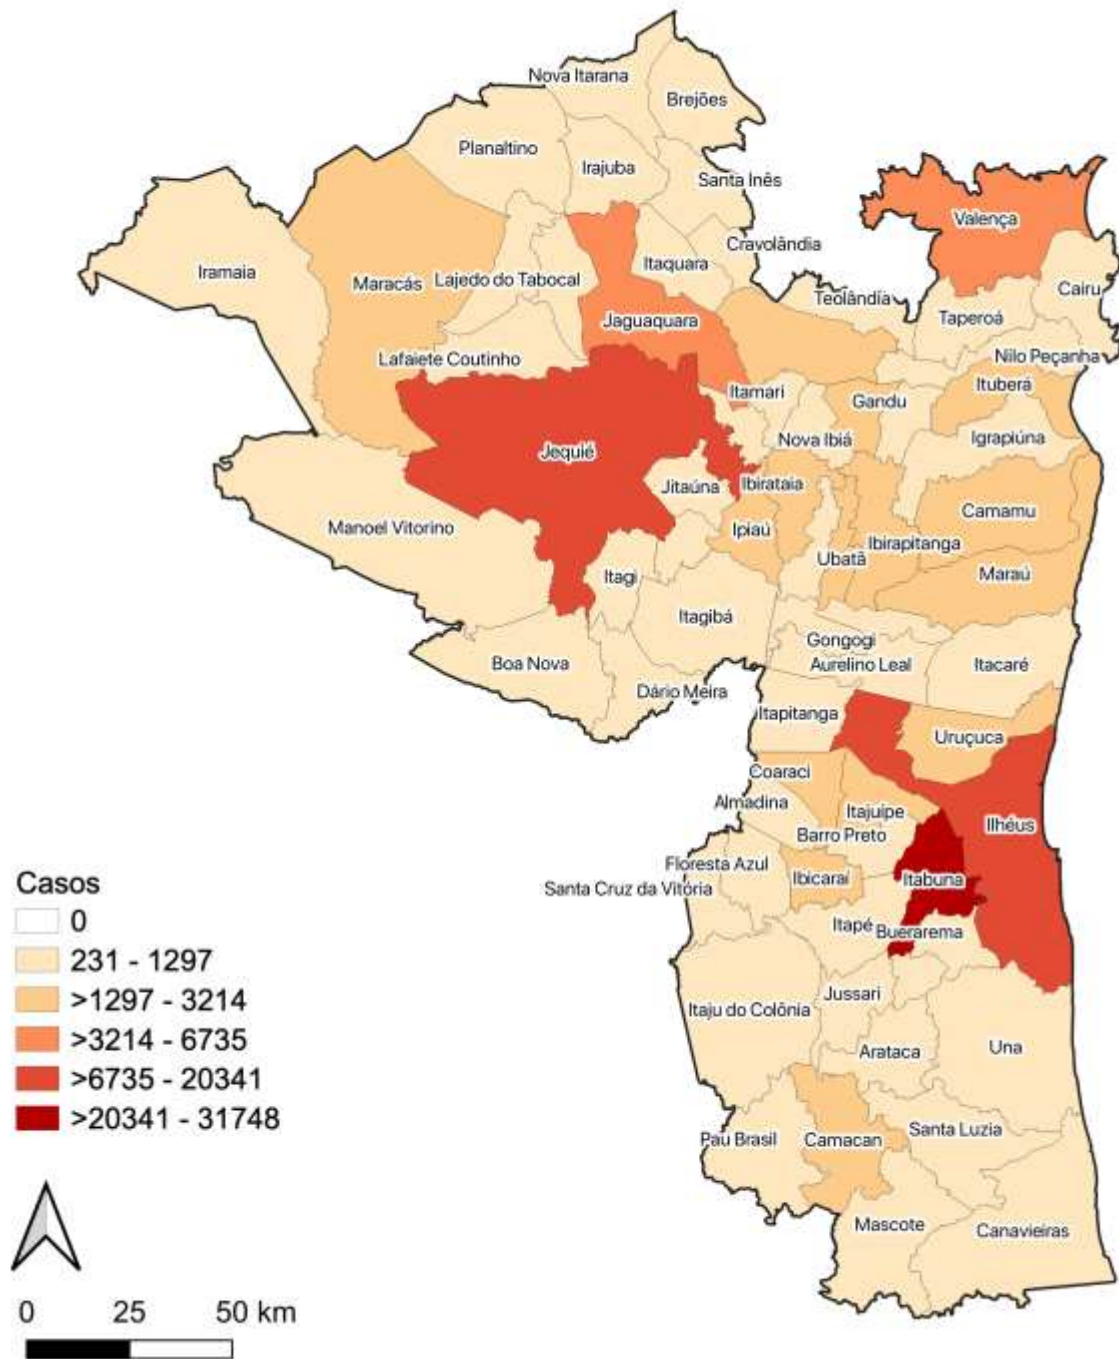 Nova Itarana
Brejões
Planaltino
Irajuba
Santa Inês
Valença
Cravolândia
Itaquara
Iramaia
Maracás
Lajedo do Tabocal
Cairu
Teolândia
Taperoá
Jaguaquara
Lafaiete Coutinho
Nilo Peçanha
Ituberá
Itamari
Gandu
Nova Ibiá
Igrapiúna
Jequié
Jitaúna
Ibirataia
Camamu
Manoel Vitorino
Ipiaú
Ibirapitanga
Ubatã
Maraú
Itagi
Itagibá
Gongogi
Boa Nova
Aurelino Leal
Itacaré
Dário Meira
Itapitanga
Uruçuca
Coaraci
Almadina
Itajuípe
Ilhéus
Barro Preto
Floresta Azul
Ibicaraí
Itabuna
Santa Cruz da Vitória
Itapé
Buerarema
Jussari
Itaju do Colônia
Una
Arataca
Santa Luzia
Pau Brasil
Camacan
Mascote
Canavieiras
Casos
0
231 - 1297
>1297 - 3214
>3214 - 6735
>6735 - 20341
>20341 - 31748
0 25 50 km